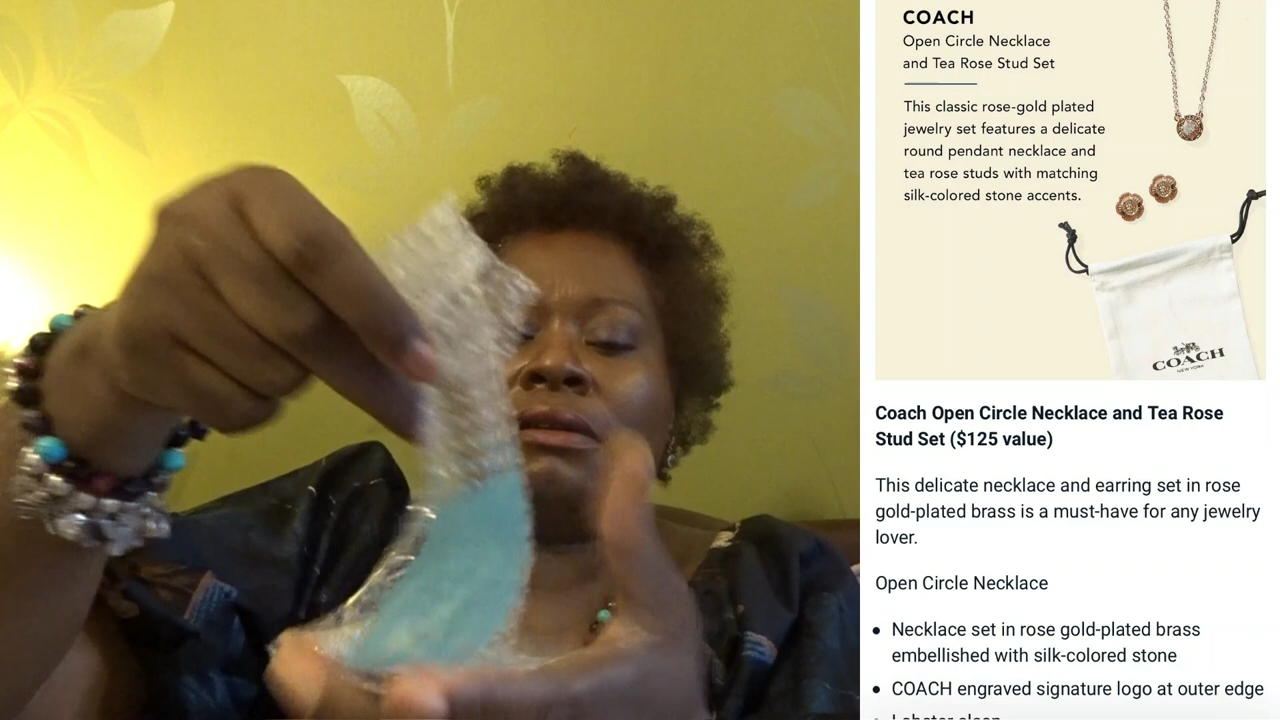 COACH
Open Circle Necklace
and Tea Rose Stud Set
This classic rose-gold plated
jewelry set features a delicate
round pendant necklace and
tea rose studs with matching
silk-colored stone accents.
COACH
NEW YORK
Coach Open Circle Necklace and Tea Rose
Stud Set ($125 value)
This delicate necklace and earring set in rose
gold-plated brass is a must-have for any jewelry
lover.
Open Circle Necklace
• Necklace set in rose gold-plated brass
embellished with silk-colored stone
• COACH engraved signature logo at outer edge